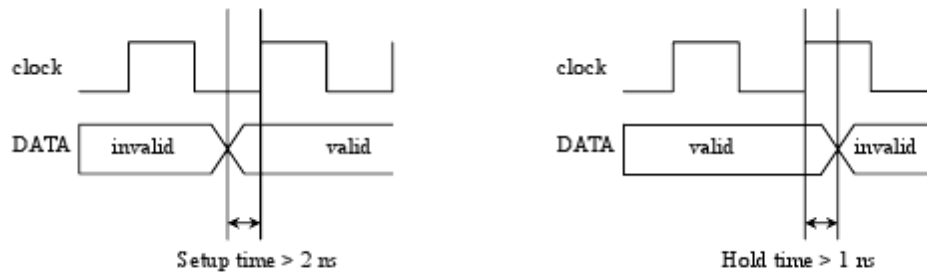 clock
DATA invalid valid
Setup time > 2 ns
clock
DATA valid invalid
Hold time > 1 ns